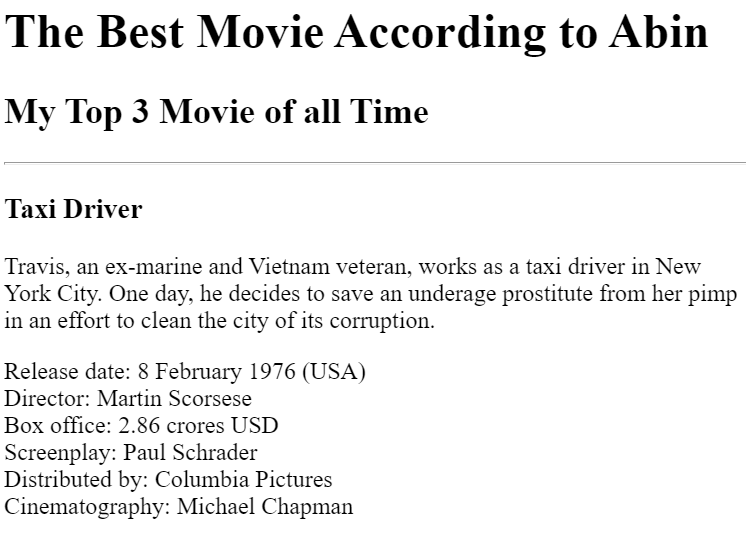 The Best Movie According to Abin
My Top 3 Movie of all Time
Taxi Driver
Travis, an ex-marine and Vietnam veteran, works as a taxi driver in New
York City. One day, he decides to save an underage prostitute from her pimp
in an effort to clean the city of its corruption.
Release date: 8 February 1976 (USA)
Director: Martin Scorsese
Box office: 2.86 crores USD
Screenplay: Paul Schrader
Distributed by: Columbia Pictures
Cinematography: Michael Chapman